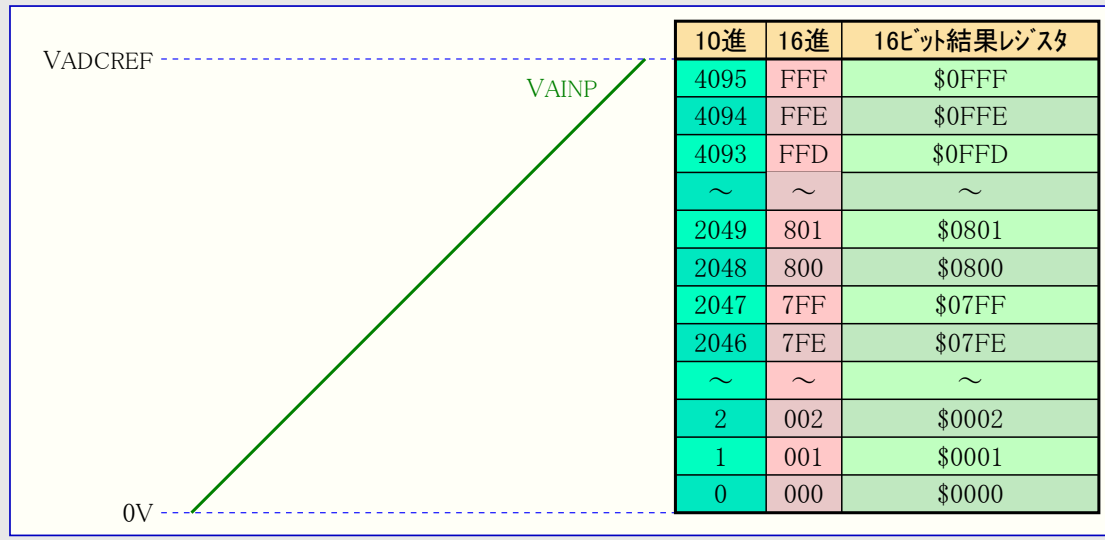 VADCREF
VAINP
0V
10進 16進 16ビット結果レジスタ
4095 FFF $0FFF
4094 FFE $0FFE
4093 FFD $0FFD
～ ～ ～
2049 801 $0801
2048 800 $0800
2047 7FF $07FF
2046 7FE $07FE
～ ～ ～
2 002 $0002
1 001 $0001
0 000 $0000